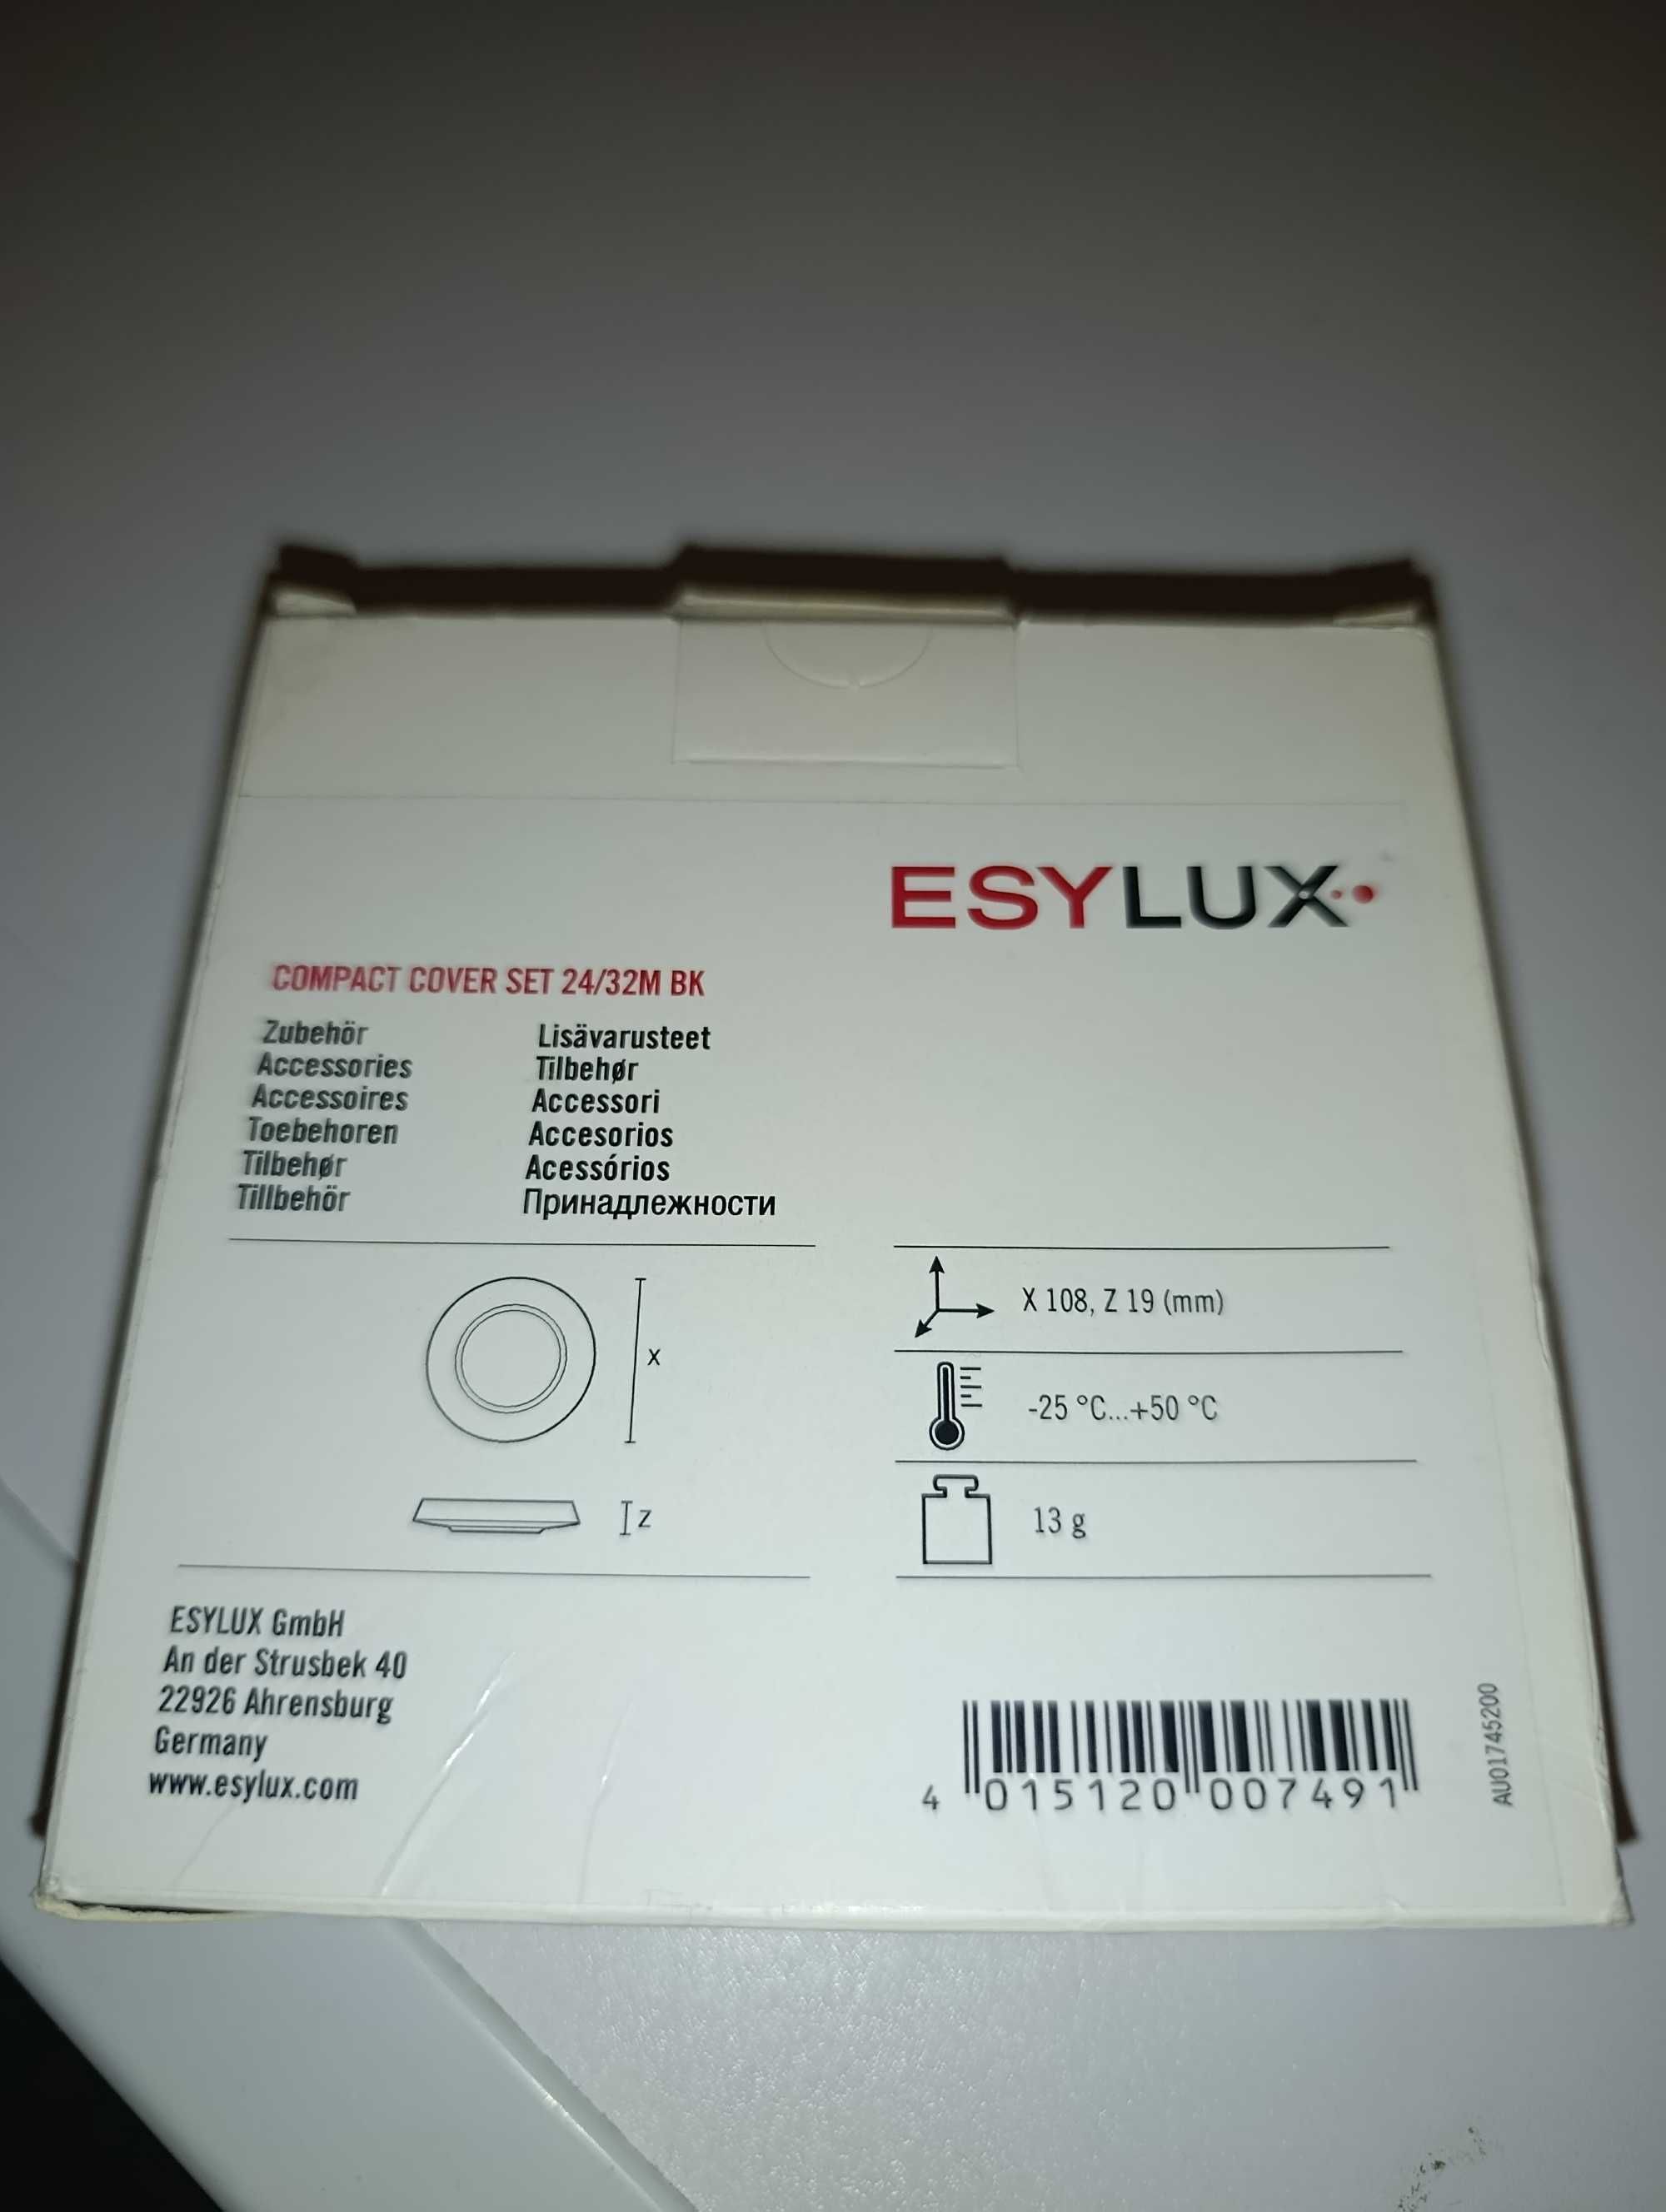 ESYLUX
COMPACT COVER SET 24/32M BK
Zubehör
Accessories
Accessoires
Toebehoren
Tilbehør
Tillbehör
Lisävarusteet
Tilbehør
Accessori
Accesorios
Acessórios
Принадлежности
X
Z
X 108, Z 19 (mm)
-25 °C...+50 °C
13 g
ESYLUX GmbH
An der Strusbek 40
22926 Ahrensburg
Germany
www.esylux.com
4 015120 007491
AU01745200